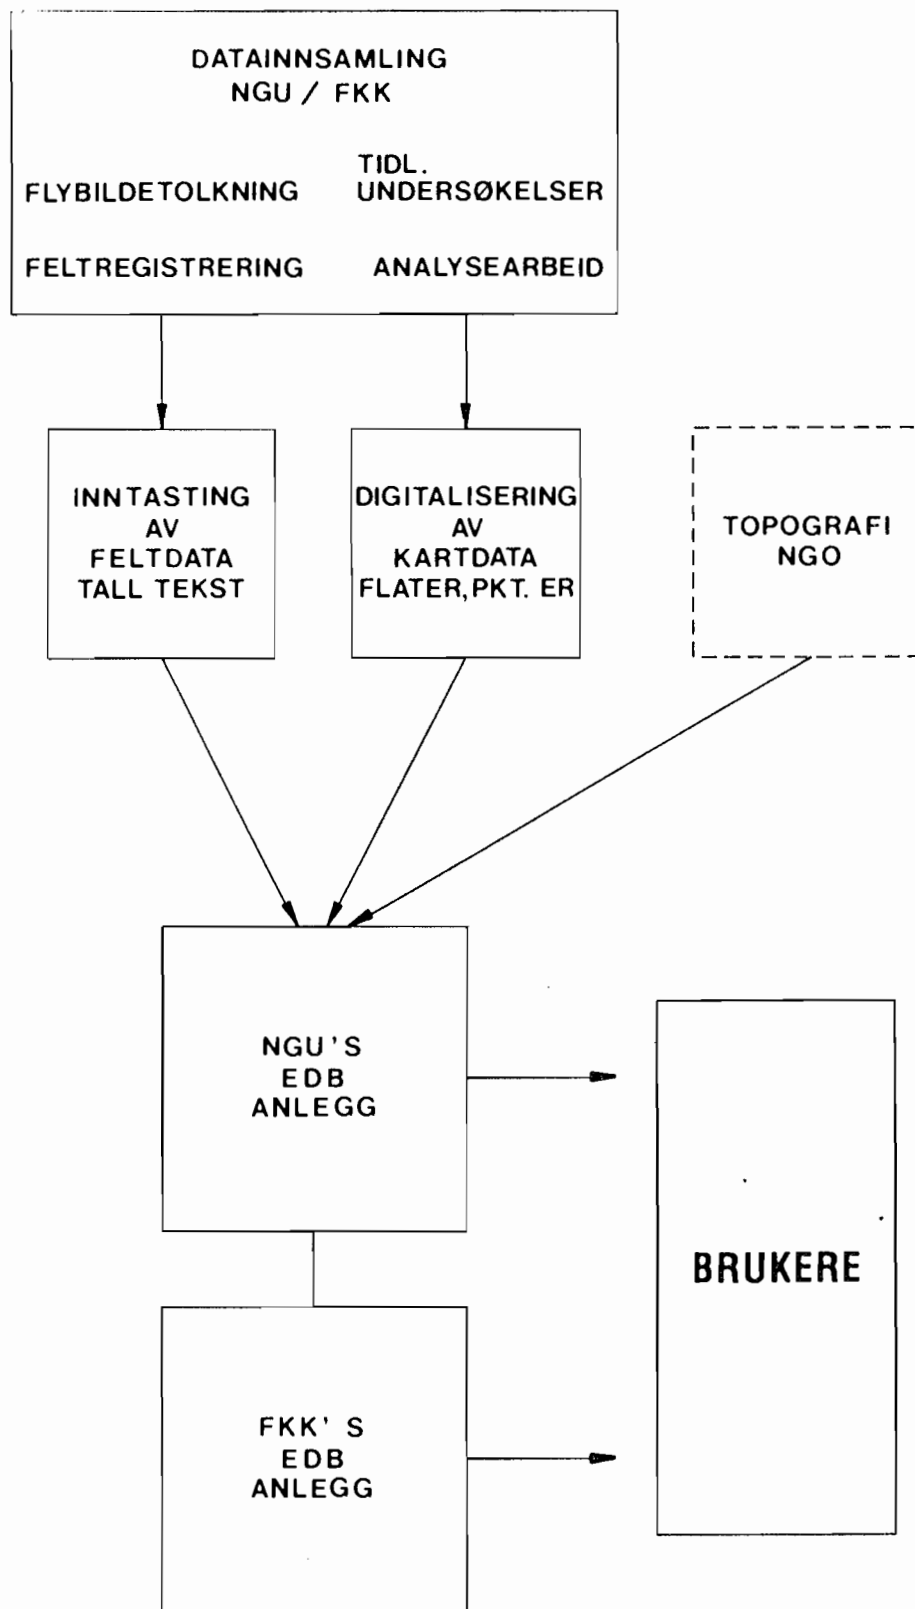 DATAINNSAMLING
NGU / FKK
FLYBILDETOLKNING
TIDL.
UNDERSØKELSER
FELTREGISTRERING
ANALYSEARBEID
INNTASTING
AV
FELTDATA
TALL TEKST
DIGITALISERING
AV
KARTDATA
FLATER, PKT. ER
TOPOGRAFI
NGO
NGU'S
EDB
ANLEGG
BRUKERE
FKK' S
EDB
ANLEGG